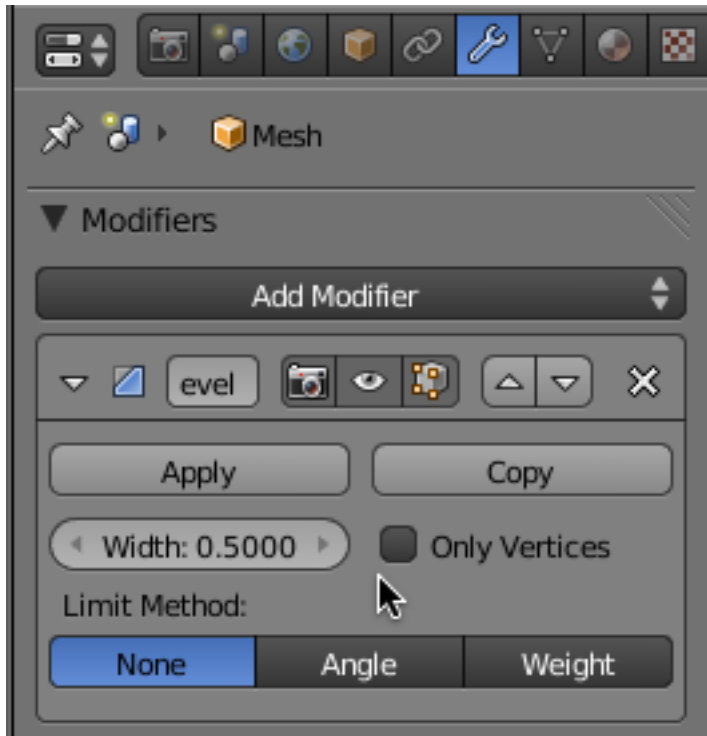 Mesh
Modifiers
Add Modifier
evel
Apply Copy
Width: 0.5000 Only Vertices
Limit Method:
None Angle Weight